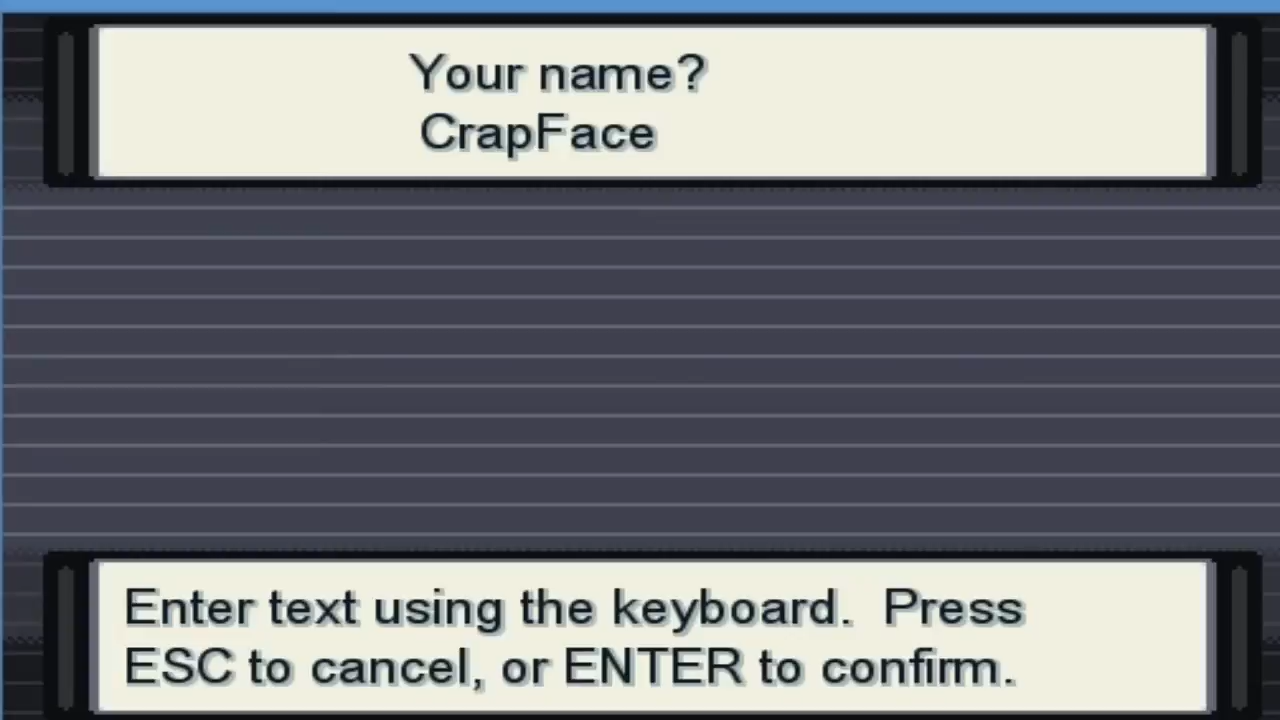 Your name?
CrapFace
Enter text using the keyboard.  Press
ESC to cancel, or ENTER to confirm.